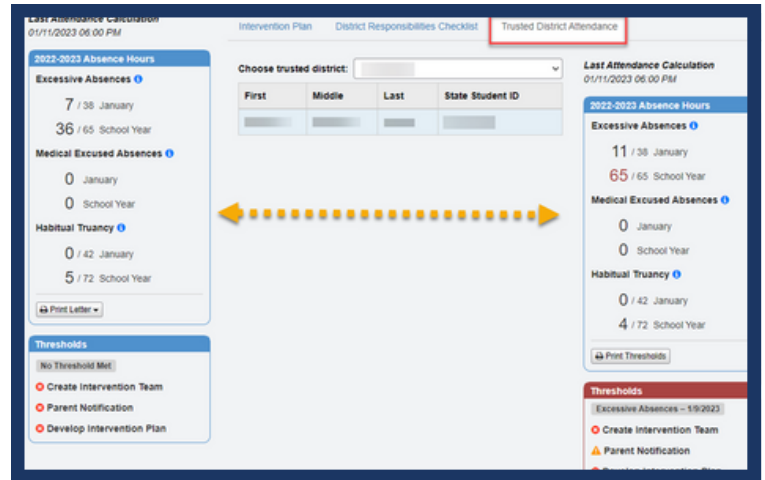 Last Attendance Calculation
01/11/2023 06:00 PM
2022-2023 Absence Hours
Excessive Absences
7 / 38 January
36 / 65 School Year
Medical Excused Absences
0 January
0 School Year
Habitual Truancy
0 / 42 January
5 / 72 School Year
Print Letter
Thresholds
No Threshold Met
Create Intervention Team
Parent Notification
Develop Intervention Plan
Intervention Plan District Responsibilities Checklist Trusted District Attendance
Choose trusted district:
First Middle Last State Student ID
Last Attendance Calculation
01/11/2023 06:00 PM
2022-2023 Absence Hours
Excessive Absences
11 / 38 January
65 / 65 School Year
Medical Excused Absences
0 January
0 School Year
Habitual Truancy
0 / 42 January
4 / 72 School Year
Print Thresholds
Thresholds
Excessive Absences – 1/9/2023
Create Intervention Team
Parent Notification
Develop Intervention Plan